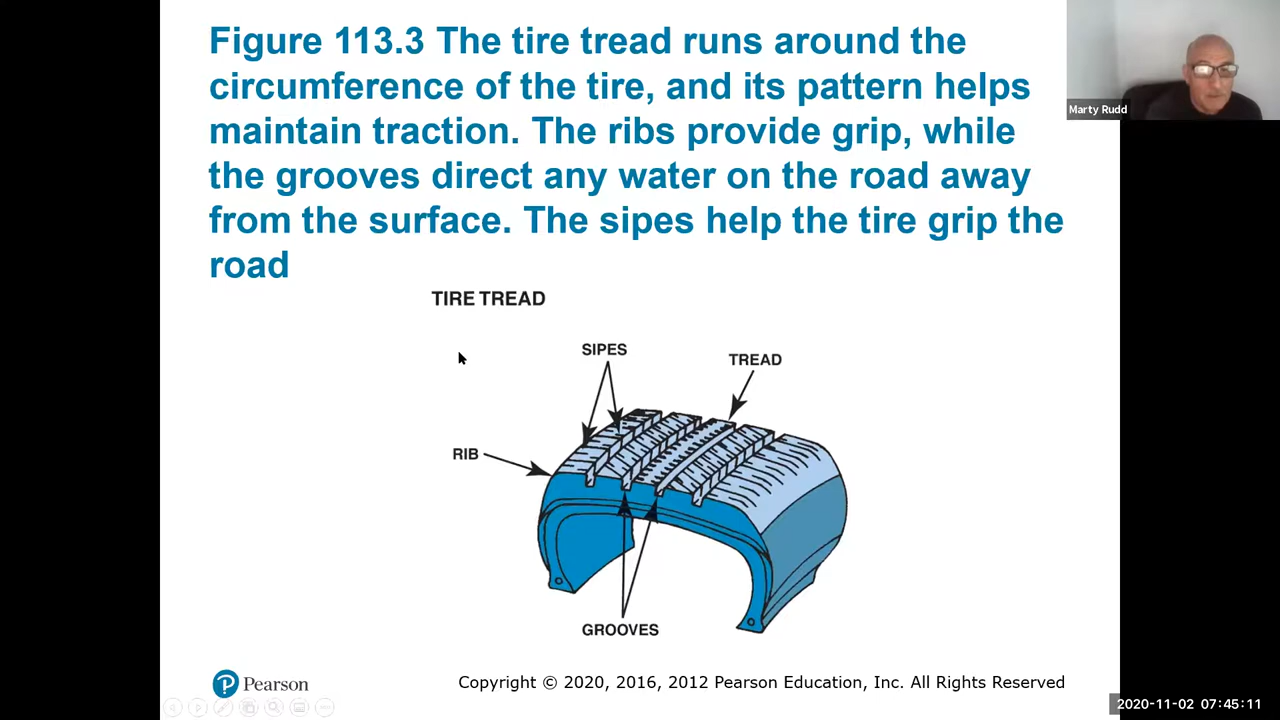 Figure 113.3 The tire tread runs around the
circumference of the tire, and its pattern helps
maintain traction. The ribs provide grip, while
the grooves direct any water on the road away
from the surface. The sipes help the tire grip the
road
Marty Rudd
TIRE TREAD
SIPES
TREAD
RIB
GROOVES
Pearson
Copyright © 2020, 2016, 2012 Pearson Education, Inc. All Rights Reserved
2020-11-02 07:45:11